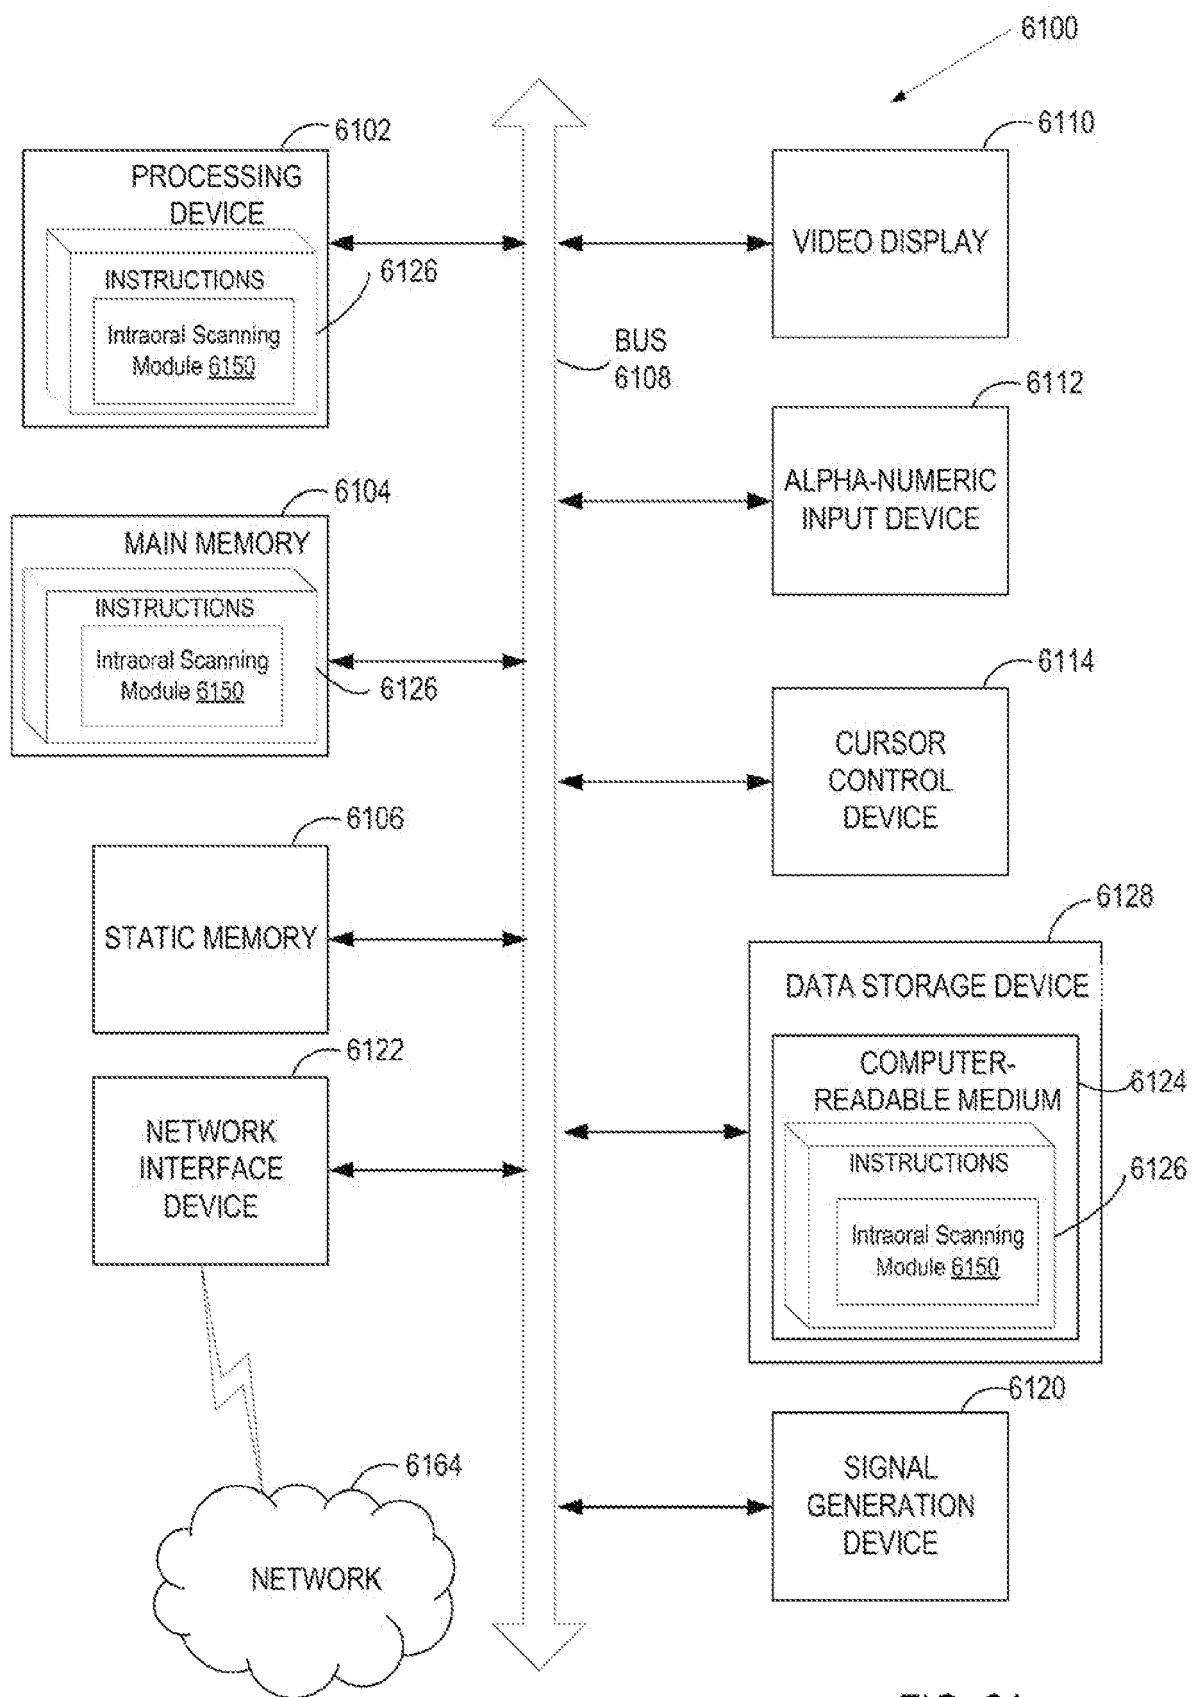 6100
6102
PROCESSING
DEVICE
INSTRUCTIONS
Intraoral Scanning
Module 6150
6126
6110
VIDEO DISPLAY
BUS
6108
6112
ALPHA-NUMERIC
INPUT DEVICE
6104
MAIN MEMORY
INSTRUCTIONS
Intraoral Scanning
Module 6150
6126
6114
CURSOR
CONTROL
DEVICE
6106
STATIC MEMORY
6128
DATA STORAGE DEVICE
COMPUTER-
READABLE MEDIUM
6124
INSTRUCTIONS
Intraoral Scanning
Module 6150
6126
6122
NETWORK
INTERFACE
DEVICE
6120
SIGNAL
GENERATION
DEVICE
6164
NETWORK